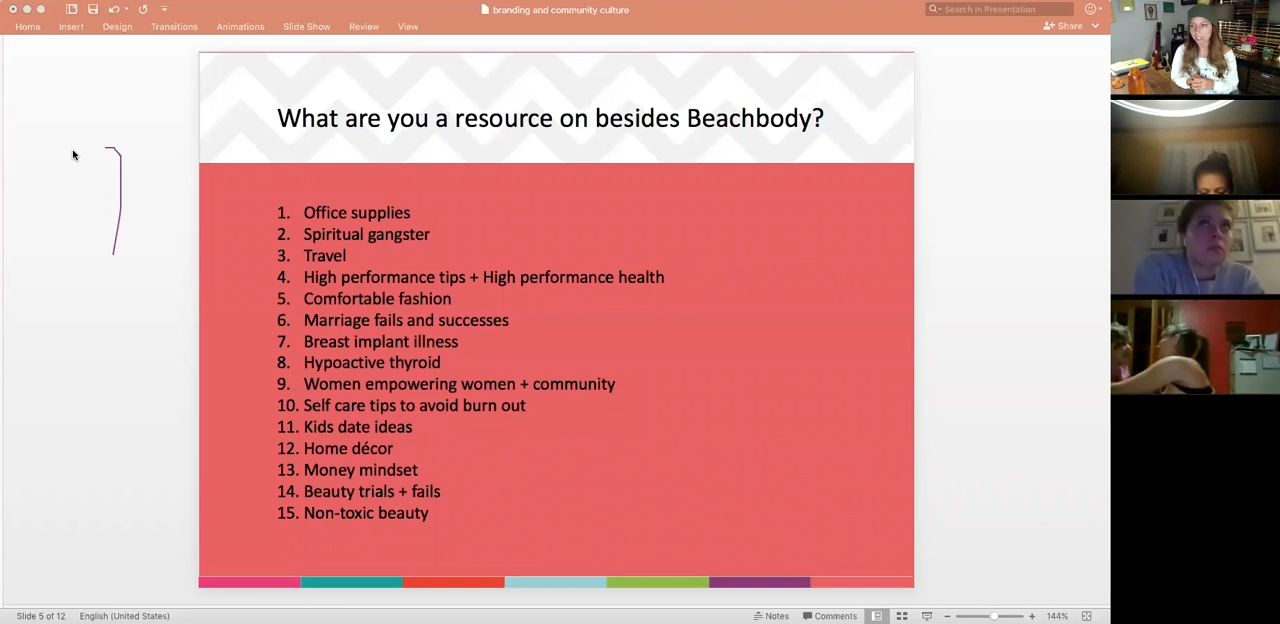 branding and community culture
Search in Presentation
Home Insert Design Transitions Animations Slide Show Review View
Share
What are you a resource on besides Beachbody?
1. Office supplies
2. Spiritual gangster
3. Travel
4. High performance tips + High performance health
5. Comfortable fashion
6. Marriage fails and successes
7. Breast implant illness
8. Hypoactive thyroid
9. Women empowering women + community
10. Self care tips to avoid burn out
11. Kids date ideas
12. Home décor
13. Money mindset
14. Beauty trials + fails
15. Non-toxic beauty
Slide 5 of 12 English (United States) Notes Comments 144%